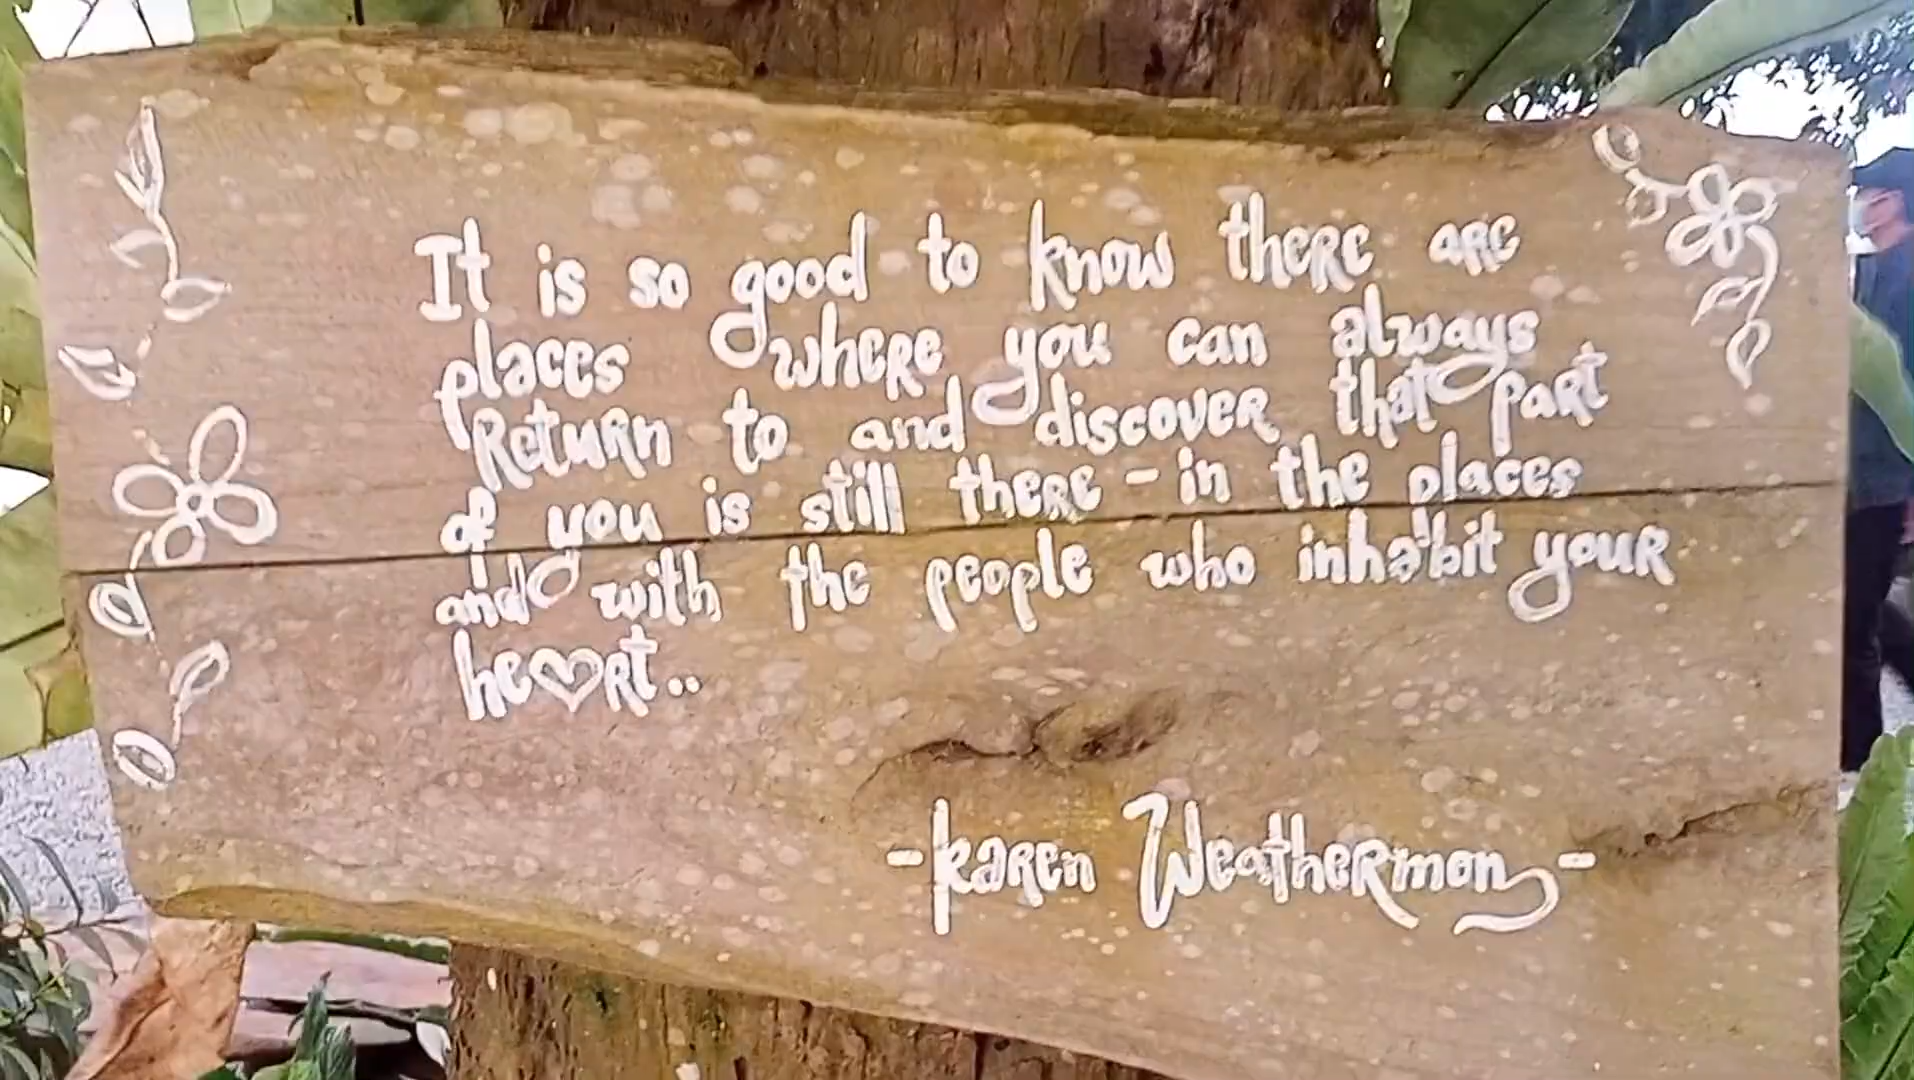 It is so good to know there are
places where you can always
Return to and discover that part
of you is still there - in the places
and with the people who inhabit your
heart..
-karen Weathermon-